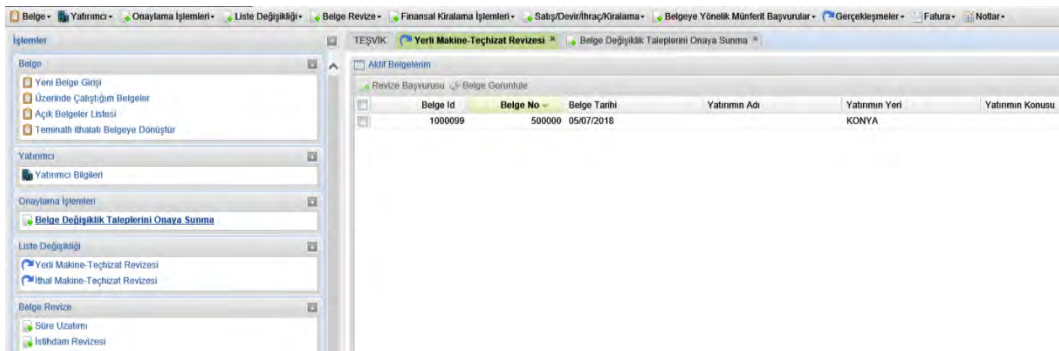 Belge Yatırımcı Onaylama İşlemleri Liste Değişikliği Belge Revize Finansal Kiralama İşlemleri Satış/Devir/İhraç/Kiralama Belgeye Yönelik Münferit Başvurular Gerçekleşmeler Fatura Notlar
İşlemler
Belge
Yeni Belge Girişi
Üzerinde Çalıştığım Belgeler
Açık Belgeler Listesi
Teminatlı ithalatı Belgeye Dönüştür
Yatırımcı
Yatırımcı Bilgileri
Onaylama İşlemleri
Belge Değişiklik Taleplerini Onaya Sunma
Liste Değişikliği
Yerli Makine-Teçhizat Revizesi
İthal Makine-Teçhizat Revizesi
Belge Revize
Süre Uzatımı
İstihdam Revizesi
TEŞVİK Yerli Makine-Teçhizat Revizesi Belge Değişiklik Taleplerini Onaya Sunma
Aktif Belgelerim
Revize Başvurusu Belge Goruntule
Belge Id Belge No Belge Tarihi Yatırımın Adı Yatırımın Yeri Yatırımın Konusu
1000099 500000 05/07/2018 KONYA